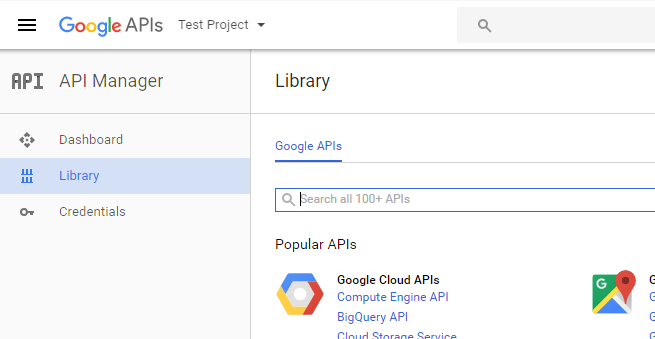 Google APIs Test Project
API API Manager
Library
Dashboard
Google APIs
Library
Search all 100+ APIs
Credentials
Popular APIs
Google Cloud APIs
Compute Engine API
BigQuery API
Cloud Storage Service